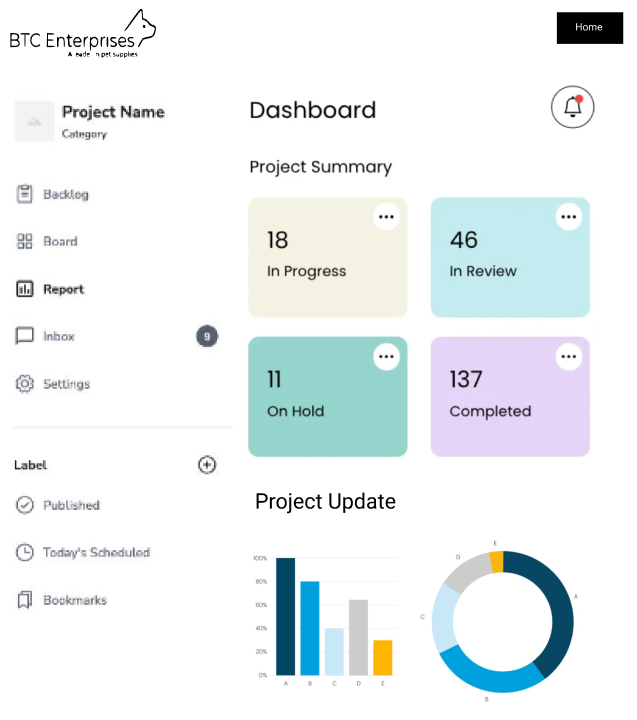 BTC Enterprises
A leade in pet supplies
Home
Project Name
Category
Backlog
Board
Report
Inbox
9
Settings
Label
Published
Today's Scheduled
Bookmarks
Dashboard
Project Summary
18
In Progress
46
In Review
11
On Hold
137
Completed
Project Update
100%
80%
60%
40%
20%
0%
A B C D E
E
D
A
C
B